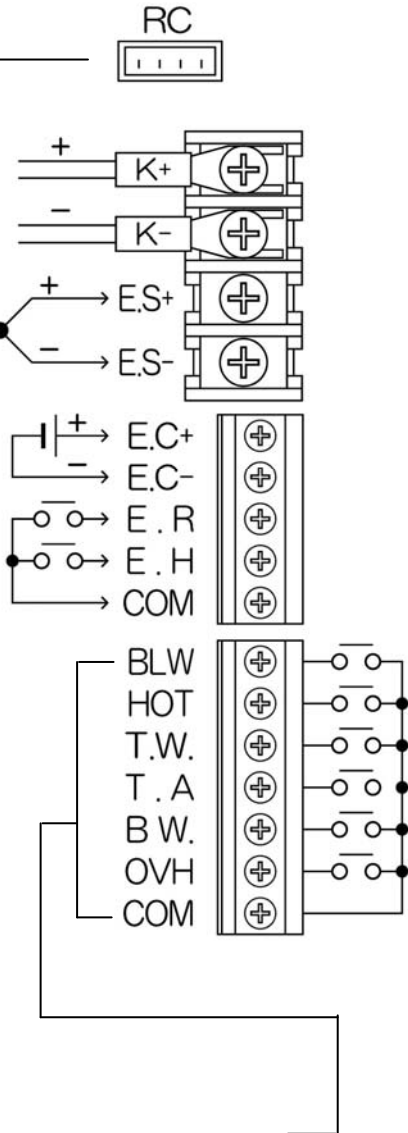 RC
+
K+
−
K−
+
E.S+
−
E.S−
+
E.C+
−
E.C−
E.R
E.H
COM
BLW
HOT
T.W.
T.A
B W.
OVH
COM